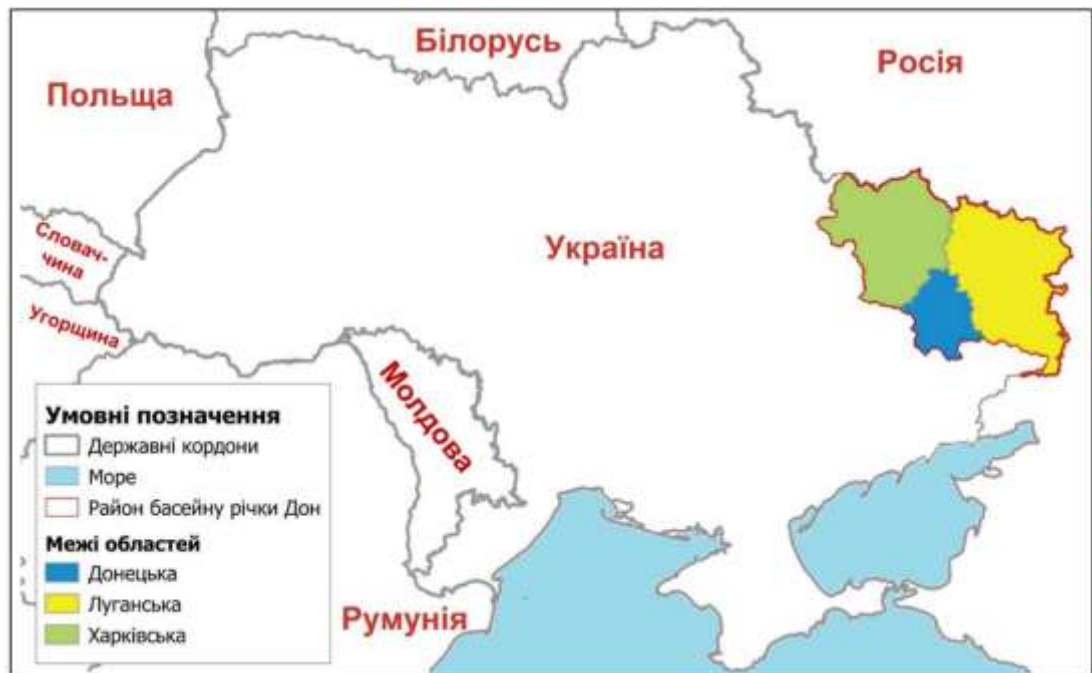 Білорусь
Росія
Польща
Україна
Словач-
чина
Угорщина
Молдова
Румунія
Умовні позначення
Державні кордони
Море
Район басейну річки Дон
Межі областей
Донецька
Луганська
Харківська